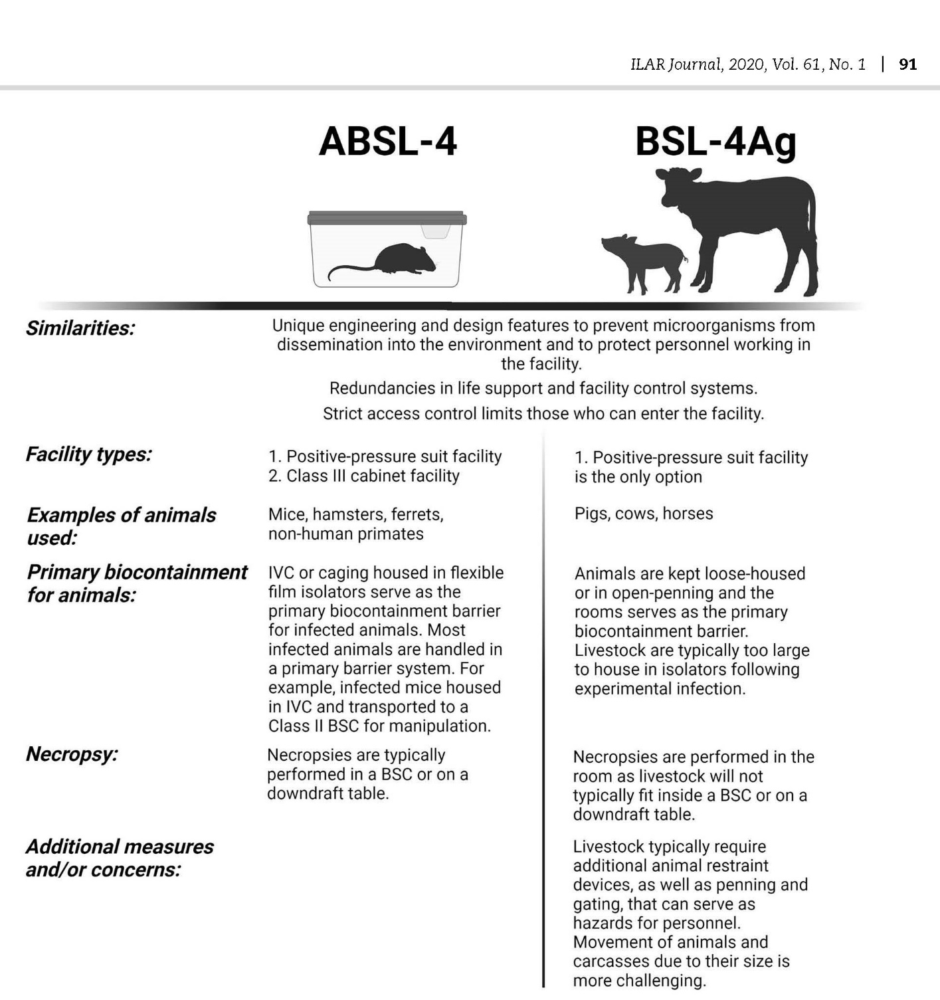 ILAR Journal, 2020, Vol. 61, No. 1 | 91
ABSL-4
BSL-4Ag
Similarities:
Unique engineering and design features to prevent microorganisms from
dissemination into the environment and to protect personnel working in
the facility.
Redundancies in life support and facility control systems.
Strict access control limits those who can enter the facility.
Facility types:
1. Positive-pressure suit facility
2. Class III cabinet facility
1. Positive-pressure suit facility
is the only option
Examples of animals
used:
Mice, hamsters, ferrets,
non-human primates
Pigs, cows, horses
Primary biocontainment
for animals:
IVC or caging housed in flexible
film isolators serve as the
primary biocontainment barrier
for infected animals. Most
infected animals are handled in
a primary barrier system. For
example, infected mice housed
in IVC and transported to a
Class II BSC for manipulation.
Animals are kept loose-housed
or in open-penning and the
rooms serves as the primary
biocontainment barrier.
Livestock are typically too large
to house in isolators following
experimental infection.
Necropsy:
Necropsies are typically
performed in a BSC or on a
downdraft table.
Necropsies are performed in the
room as livestock will not
typically fit inside a BSC or on a
downdraft table.
Additional measures
and/or concerns:
Livestock typically require
additional animal restraint
devices, as well as penning and
gating, that can serve as
hazards for personnel.
Movement of animals and
carcasses due to their size is
more challenging.